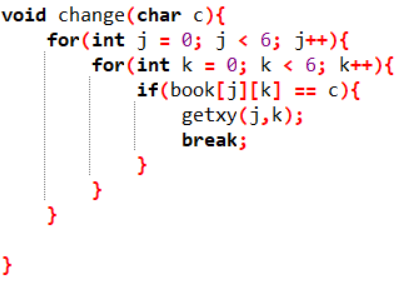 void change(char c){
    for(int j = 0; j < 6; j++){
        for(int k = 0; k < 6; k++){
            if(book[j][k] == c){
                getxy(j,k);
                break;
            }
        }
    }
}